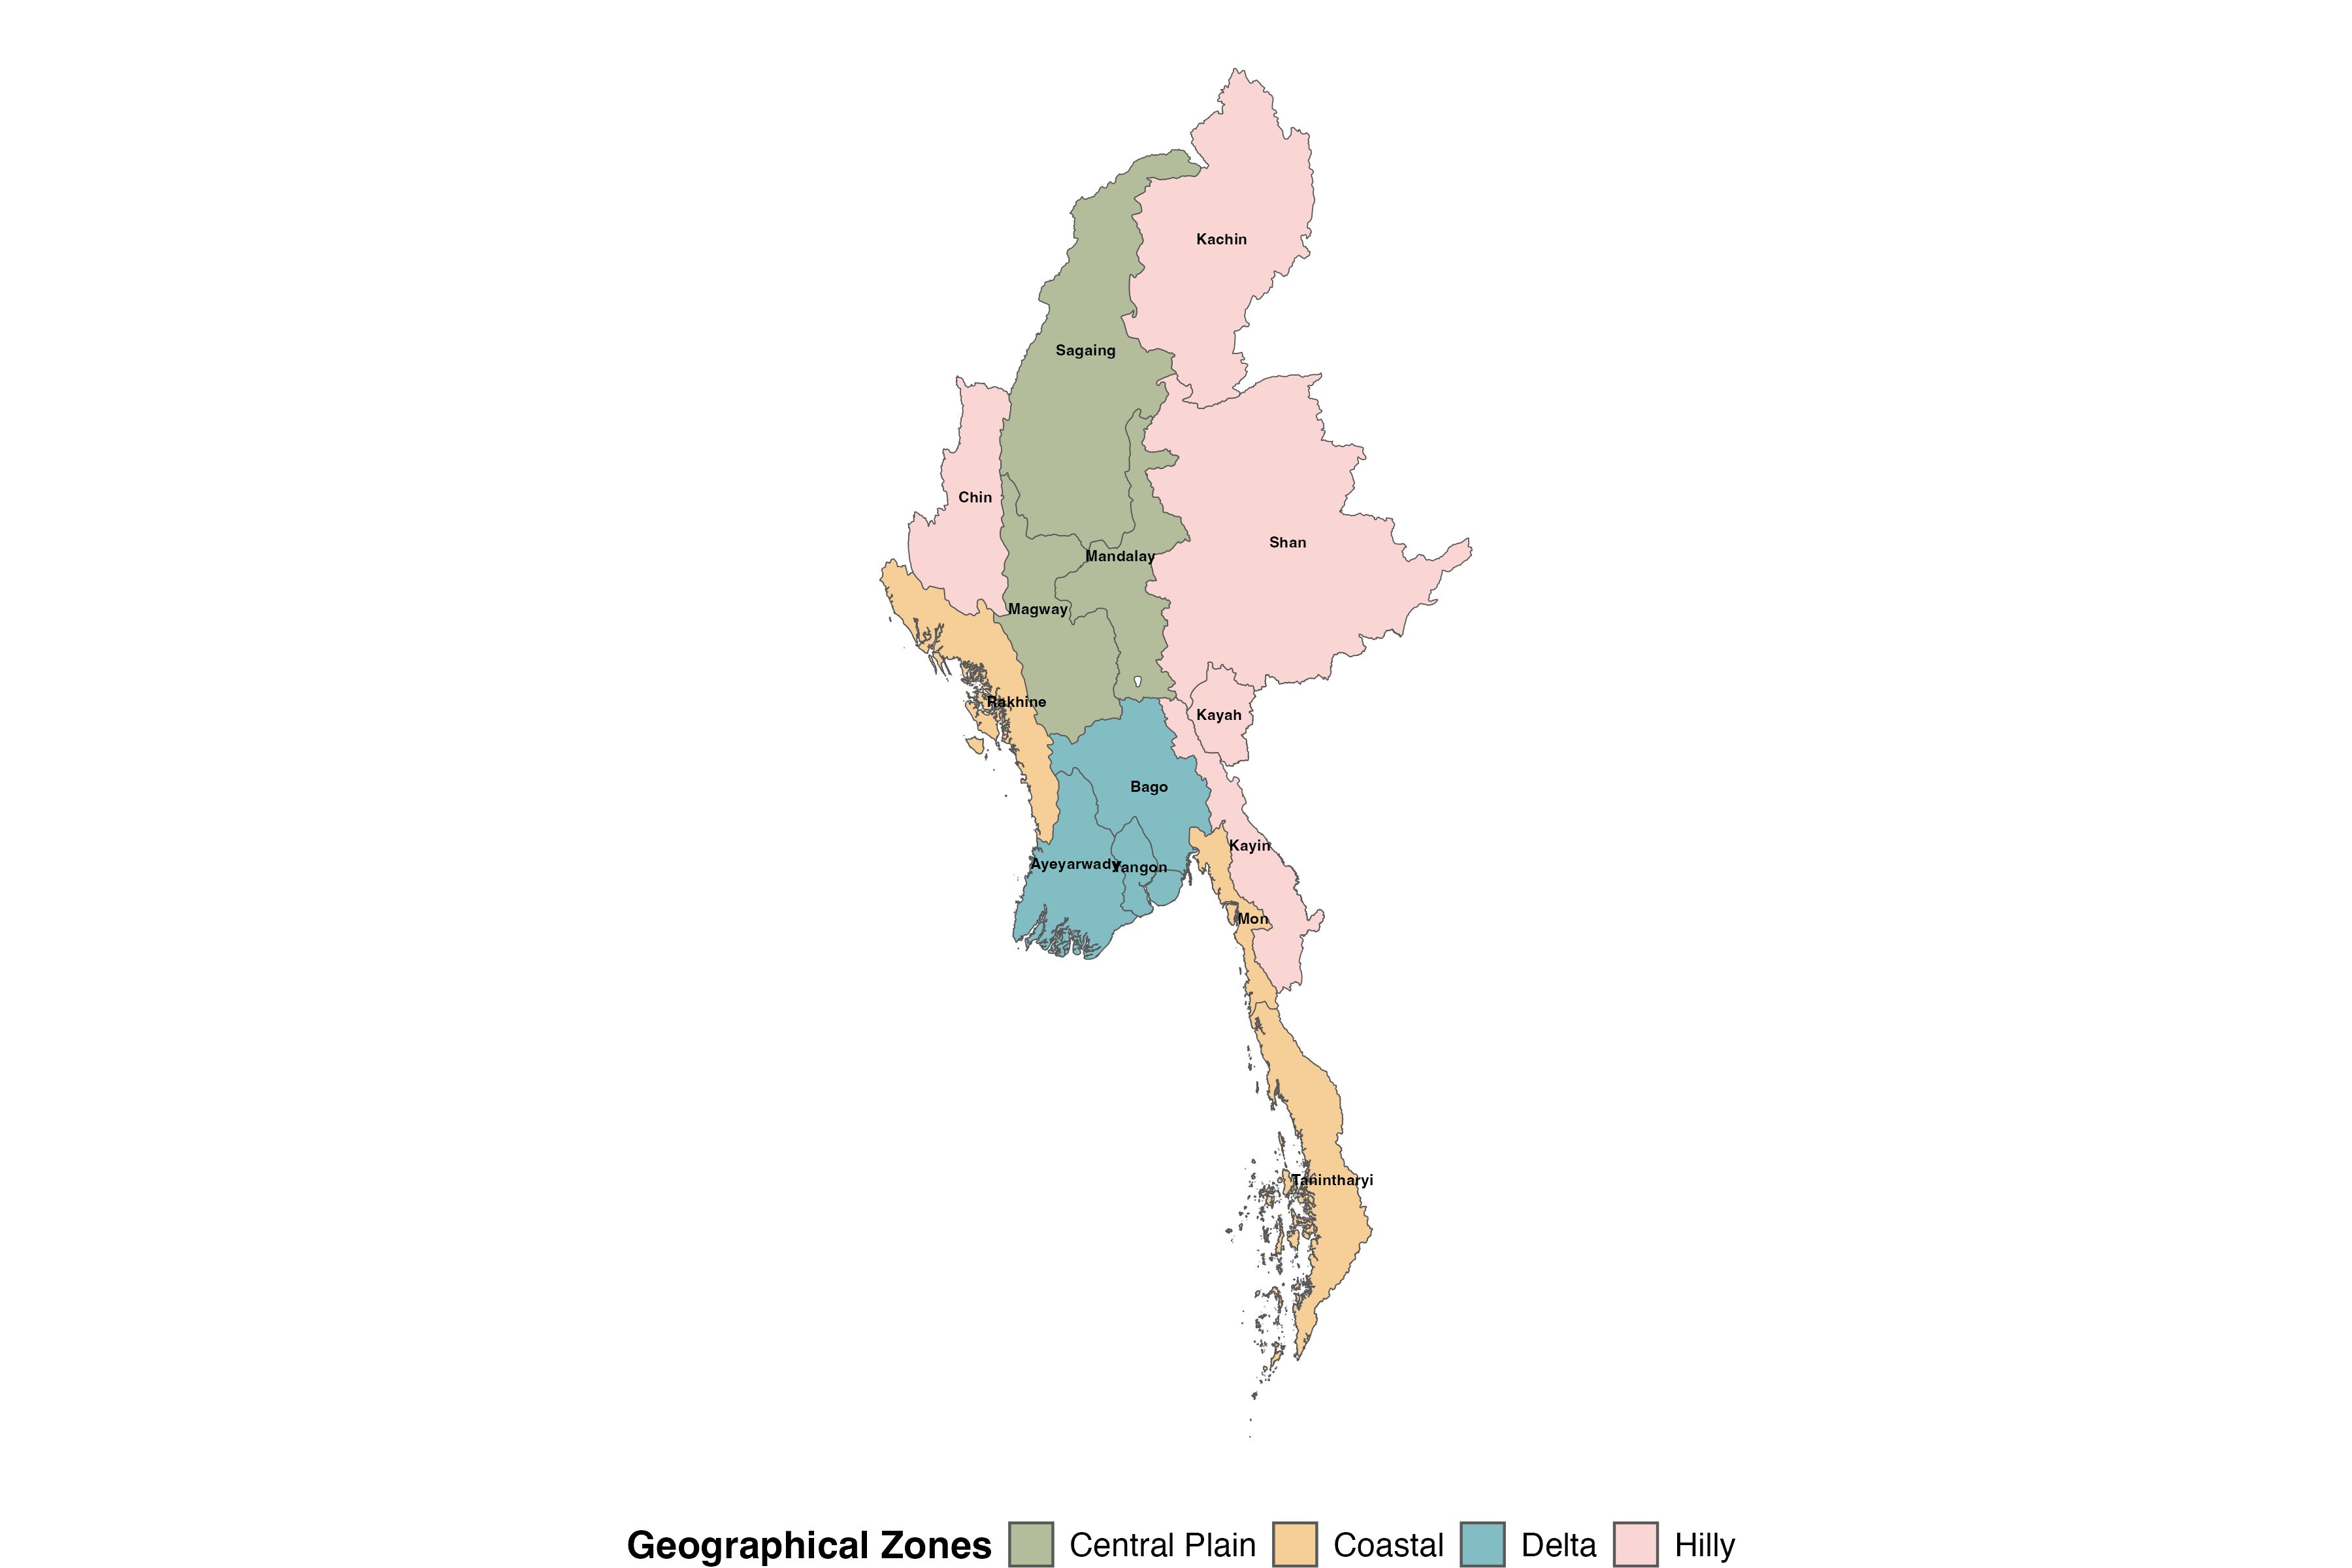 Kachin
Sagaing
Chin
Shan
Mandalay
Magway
Rakhine
Kayah
Bago
Kayin
Ayeyarwady
Yangon
Mon
Tanintharyi
Geographical Zones Central Plain Coastal Delta Hilly